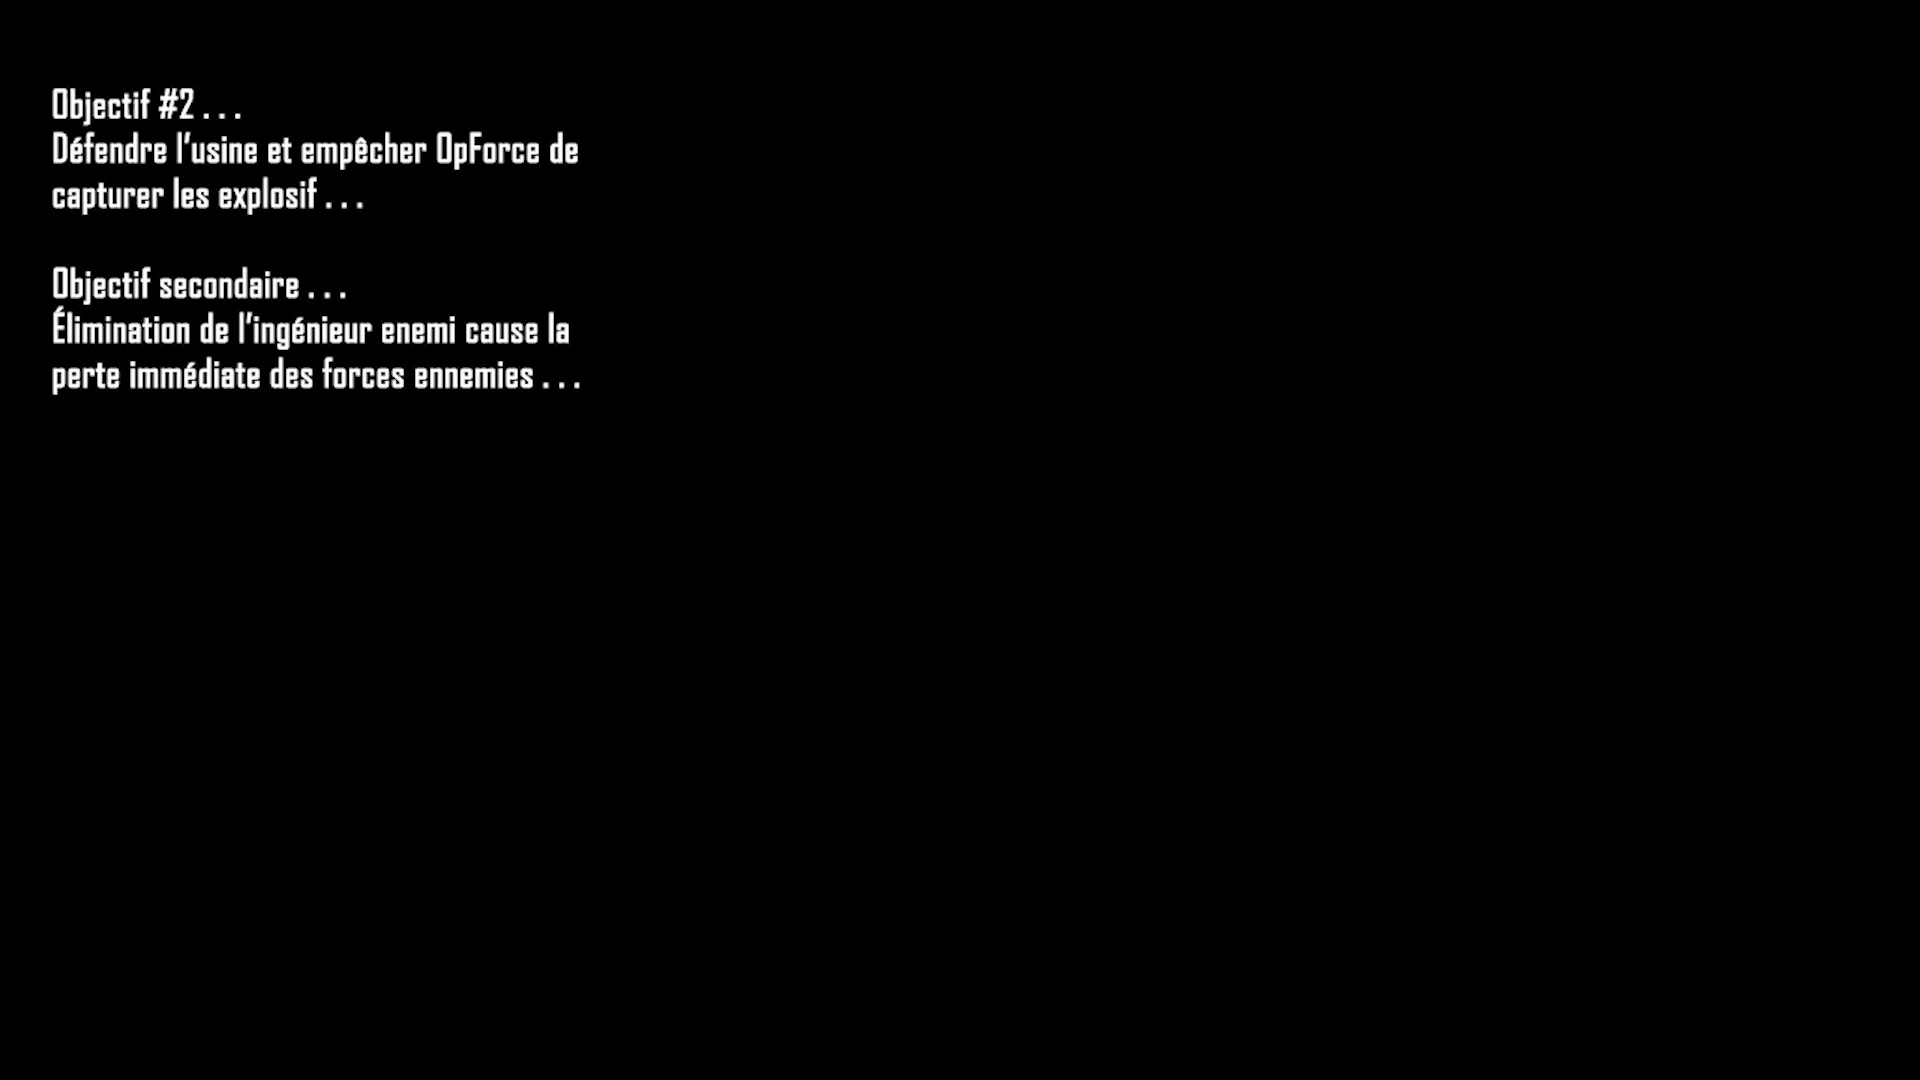 Objectif #2 . . .
Défendre l'usine et empêcher OpForce de
capturer les explosif . . .
Objectif secondaire . . .
Élimination de l'ingénieur enemi cause la
perte immédiate des forces ennemies . . .